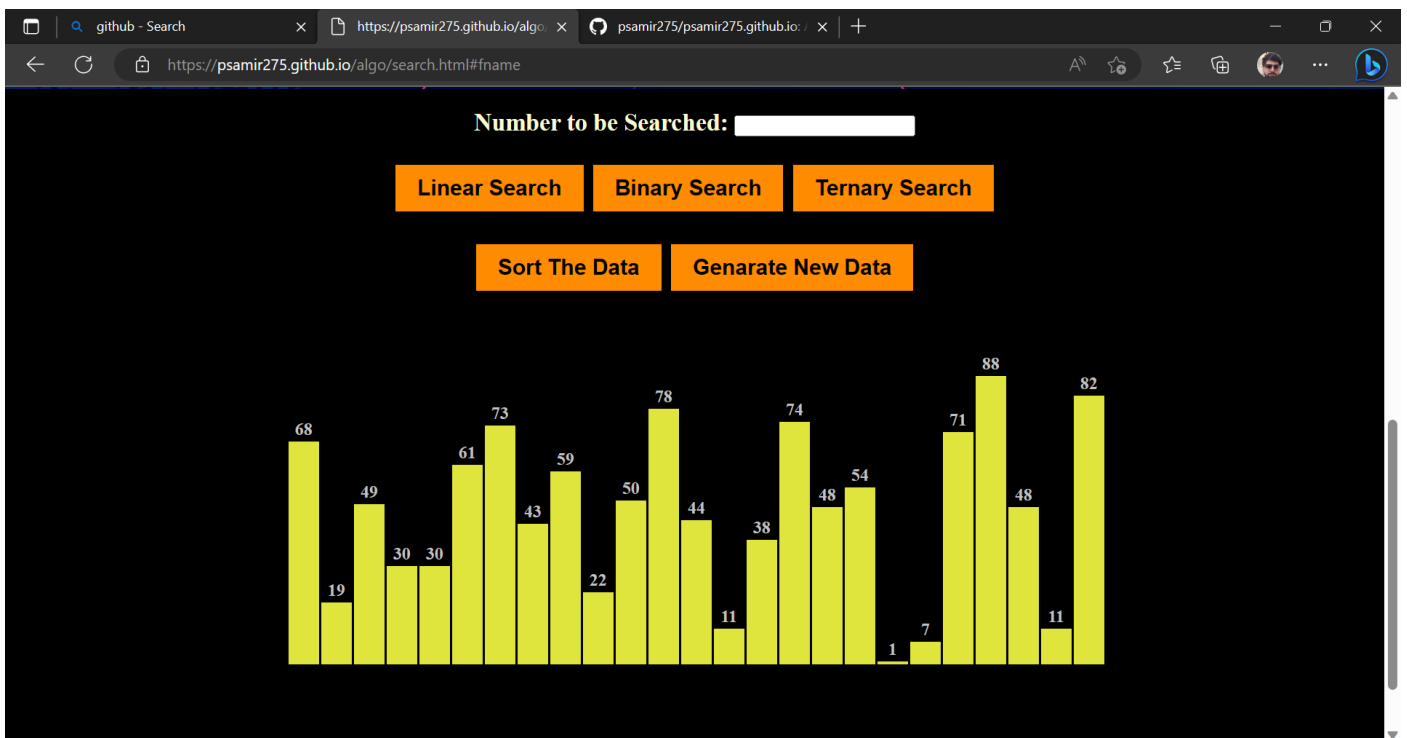 github - Search https://psamir275.github.io/algo/ psamir275/psamir275.github.io: /
https://psamir275.github.io/algo/search.html#fname
Number to be Searched:
Linear Search Binary Search Ternary Search
Sort The Data Genarate New Data
68 19 49 30 30 61 73 43 59 22 50 78 44 11 38 74 48 54 1 7 71 88 48 11 82